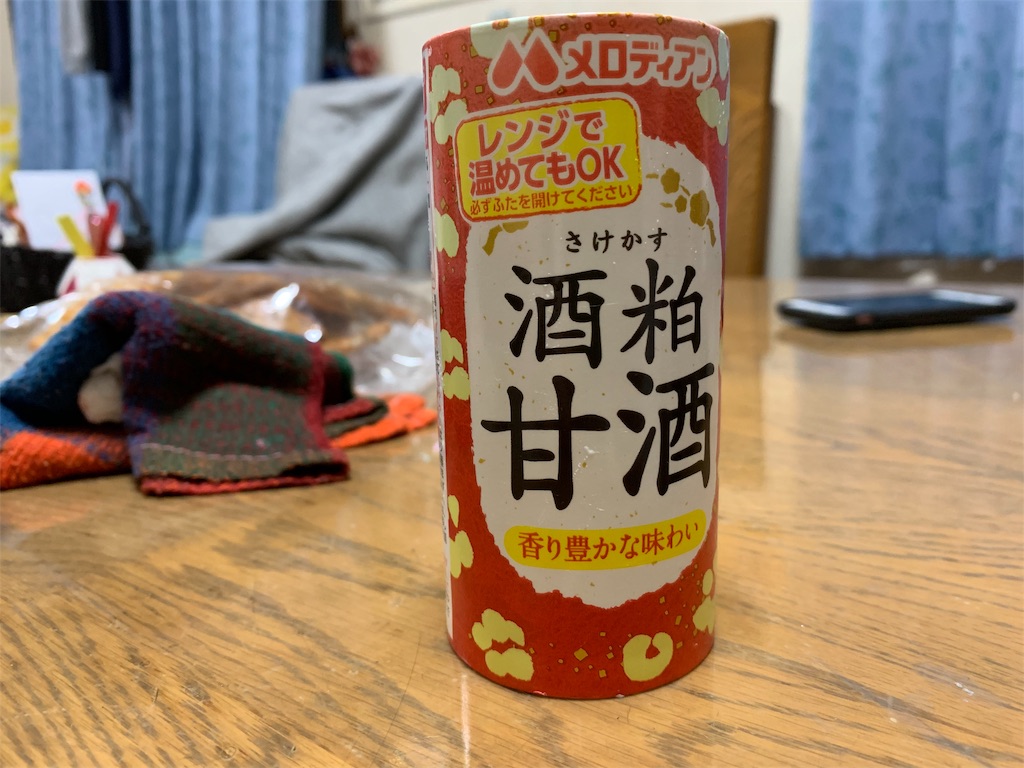 メロディアン
レンジで
温めてもOK
必ずふたを開けてください
さけかす
酒粕
甘酒
香り豊かな味わい